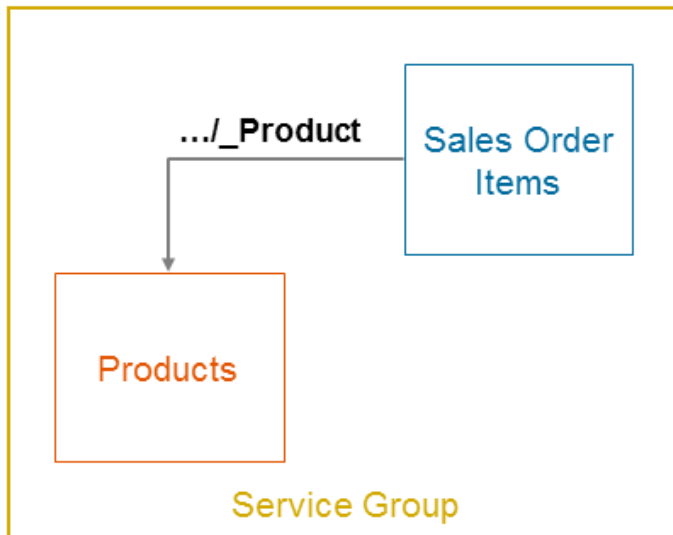 …/_Product
Sales Order
Items
Products
Service Group